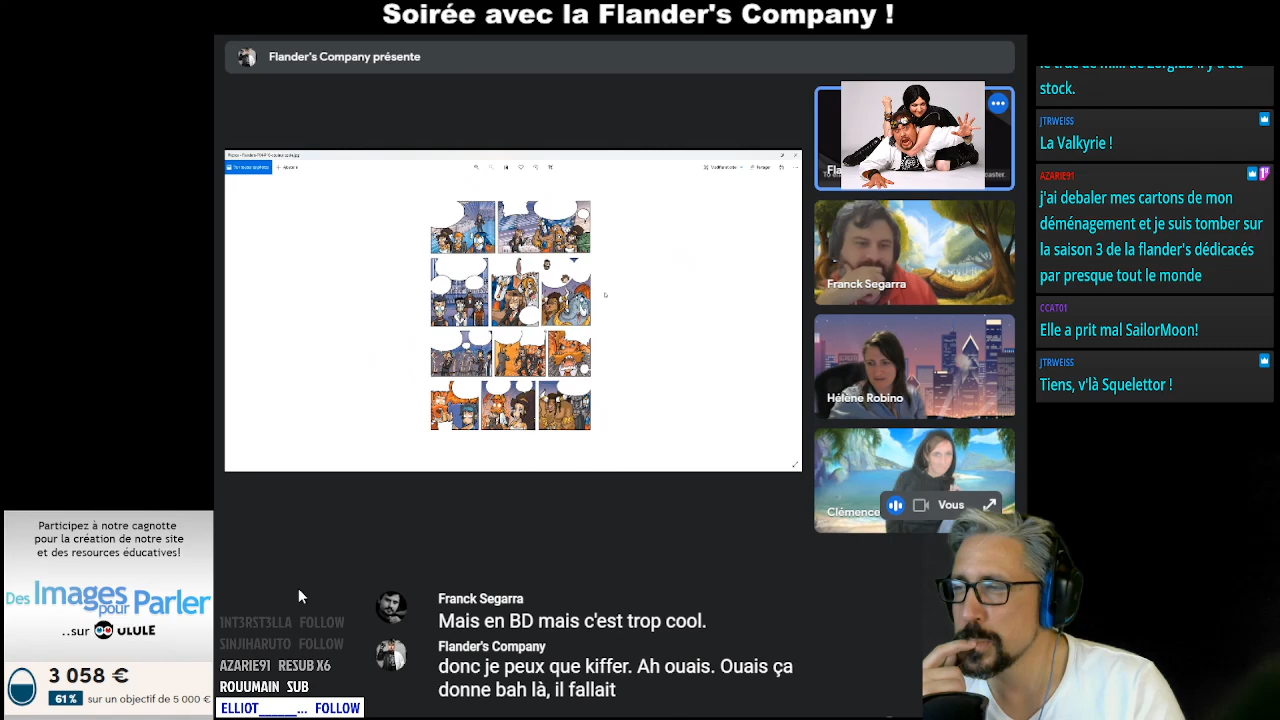 Soirée avec la Flander's Company !
Flander's Company présente
Franck Segarra
Hélène Robino
Clémence
Vous
stock.
JTRWEISS
La Valkyrie !
AZARIE91
j'ai debaler mes cartons de mon
déménagement et je suis tomber sur
la saison 3 de la flander's dédicacés
par presque tout le monde
CCAT01
Elle a prit mal SailorMoon!
JTRWEISS
Tiens, v'là Squelettor !
Participez à notre cagnotte
pour la création de notre site
et des resources éducatives!
Des Images pour Parler
..sur ULULE
3 058 €
61 % sur un objectif de 5 000 €
1NT3RST3LLA FOLLOW
SINJIHARUTO FOLLOW
AZARIE91 RESUB X6
ROUUMAIN SUB
ELLIOT______... FOLLOW
Franck Segarra
Mais en BD mais c'est trop cool.
Flander's Company
donc je peux que kiffer. Ah ouais. Ouais ça
donne bah là, il fallait